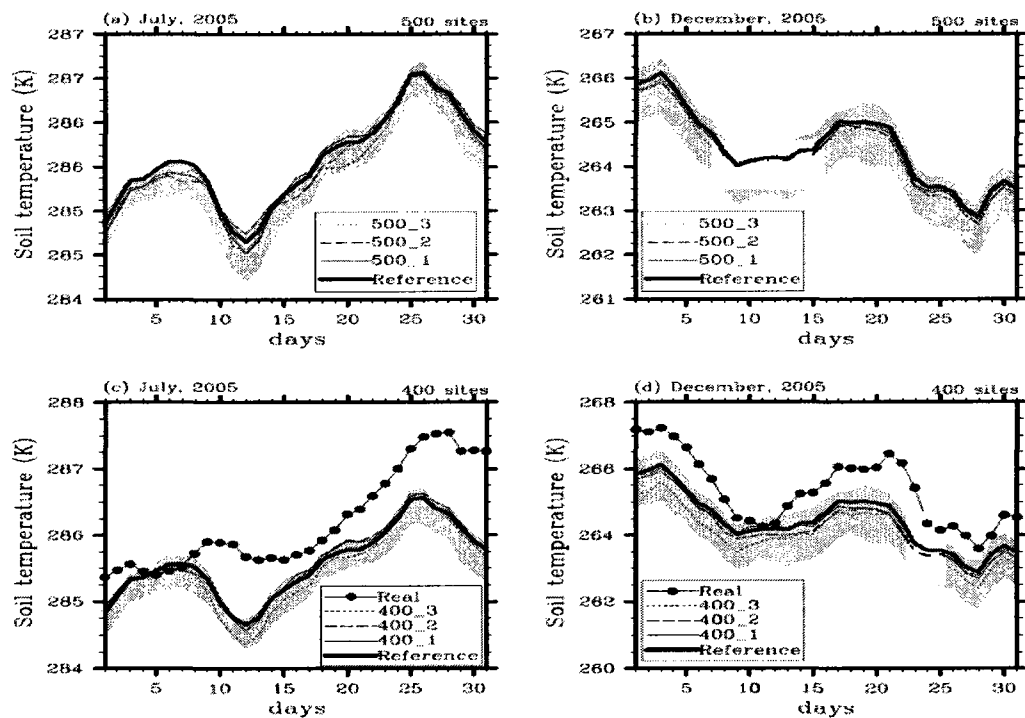 (a) July, 2005 500 sites
Soil temperature (K)
287
287
286
286
285
285
284
500_3
500_2
500_1
Reference
5 10 15 20 25 30
days
(b) December, 2005 500 sites
Soil temperature (K)
267
266
265
264
263
262
261
500_3
500_2
500_1
Reference
5 10 15 20 25 30
days
(c) July, 2005 400 sites
Soil temperature (K)
288
287
286
285
284
Real
400_3
400_2
400_1
Reference
5 10 15 20 25 30
days
(d) December, 2005 400 sites
Soil temperature (K)
268
266
264
262
260
Real
400_3
400_2
400_1
Reference
5 10 15 20 25 30
days